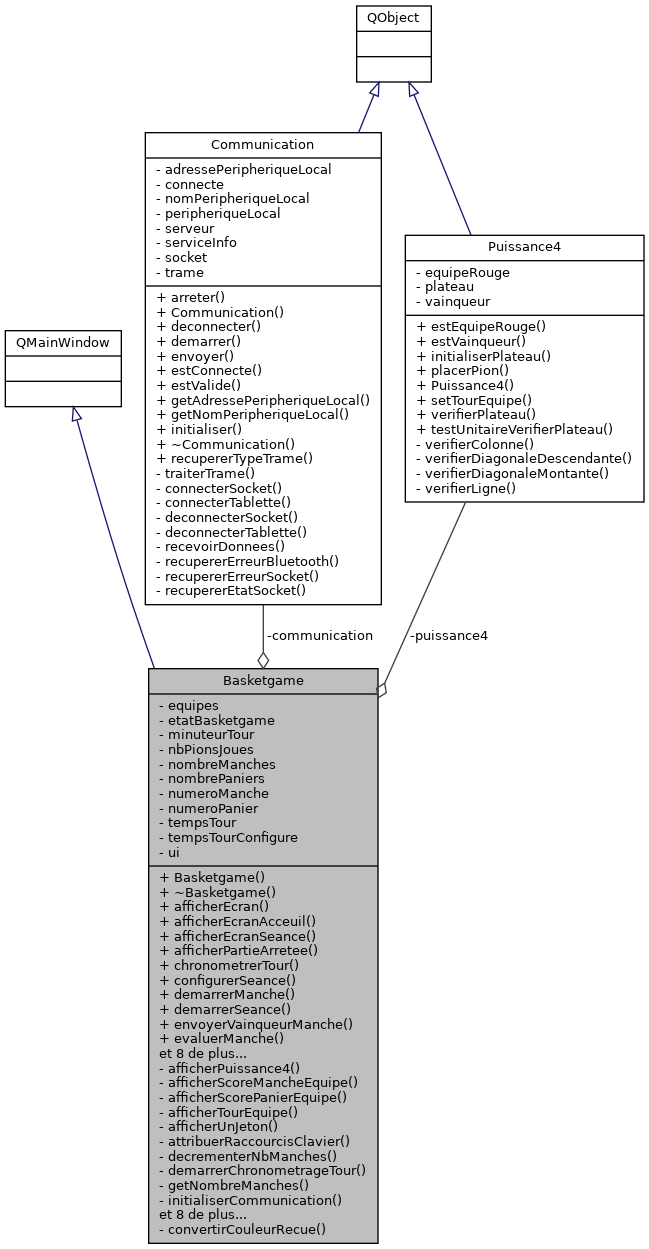 QObject
Communication
- adressePeripheriqueLocal
- connecte
- nomPeripheriqueLocal
- peripheriqueLocal
- serveur
- serviceInfo
- socket
- trame
+ arreter()
+ Communication()
+ deconnecter()
+ demarrer()
+ envoyer()
+ estConnecte()
+ estValide()
+ getAdressePeripheriqueLocal()
+ getNomPeripheriqueLocal()
+ initialiser()
+ ~Communication()
+ recupererTypeTrame()
- traiterTrame()
- connecterSocket()
- connecterTablette()
- deconnecterSocket()
- deconnecterTablette()
- recevoirDonnees()
- recupererErreurBluetooth()
- recupererErreurSocket()
- recupererEtatSocket()
Puissance4
- equipeRouge
- plateau
- vainqueur
+ estEquipeRouge()
+ estVainqueur()
+ initialiserPlateau()
+ placerPion()
+ Puissance4()
+ setTourEquipe()
+ verifierPlateau()
+ testUnitaireVerifierPlateau()
- verifierColonne()
- verifierDiagonaleDescendante()
- verifierDiagonaleMontante()
- verifierLigne()
QMainWindow
-communication
-puissance4
Basketgame
- equipes
- etatBasketgame
- minuteurTour
- nbPionsJoues
- nombreManches
- nombrePaniers
- numeroManche
- numeroPanier
- tempsTour
- tempsTourConfigure
- ui
+ Basketgame()
+ ~Basketgame()
+ afficherEcran()
+ afficherEcranAcceuil()
+ afficherEcranSeance()
+ afficherPartieArretee()
+ chronometrerTour()
+ configurerSeance()
+ demarrerManche()
+ demarrerSeance()
+ envoyerVainqueurManche()
+ evaluerManche()
et 8 de plus...
- afficherPuissance4()
- afficherScoreMancheEquipe()
- afficherScorePanierEquipe()
- afficherTourEquipe()
- afficherUnJeton()
- attribuerRaccourcisClavier()
- decrementerNbManches()
- demarrerChronometrageTour()
- getNombreManches()
- initialiserCommunication()
et 8 de plus...
- convertirCouleurRecue()